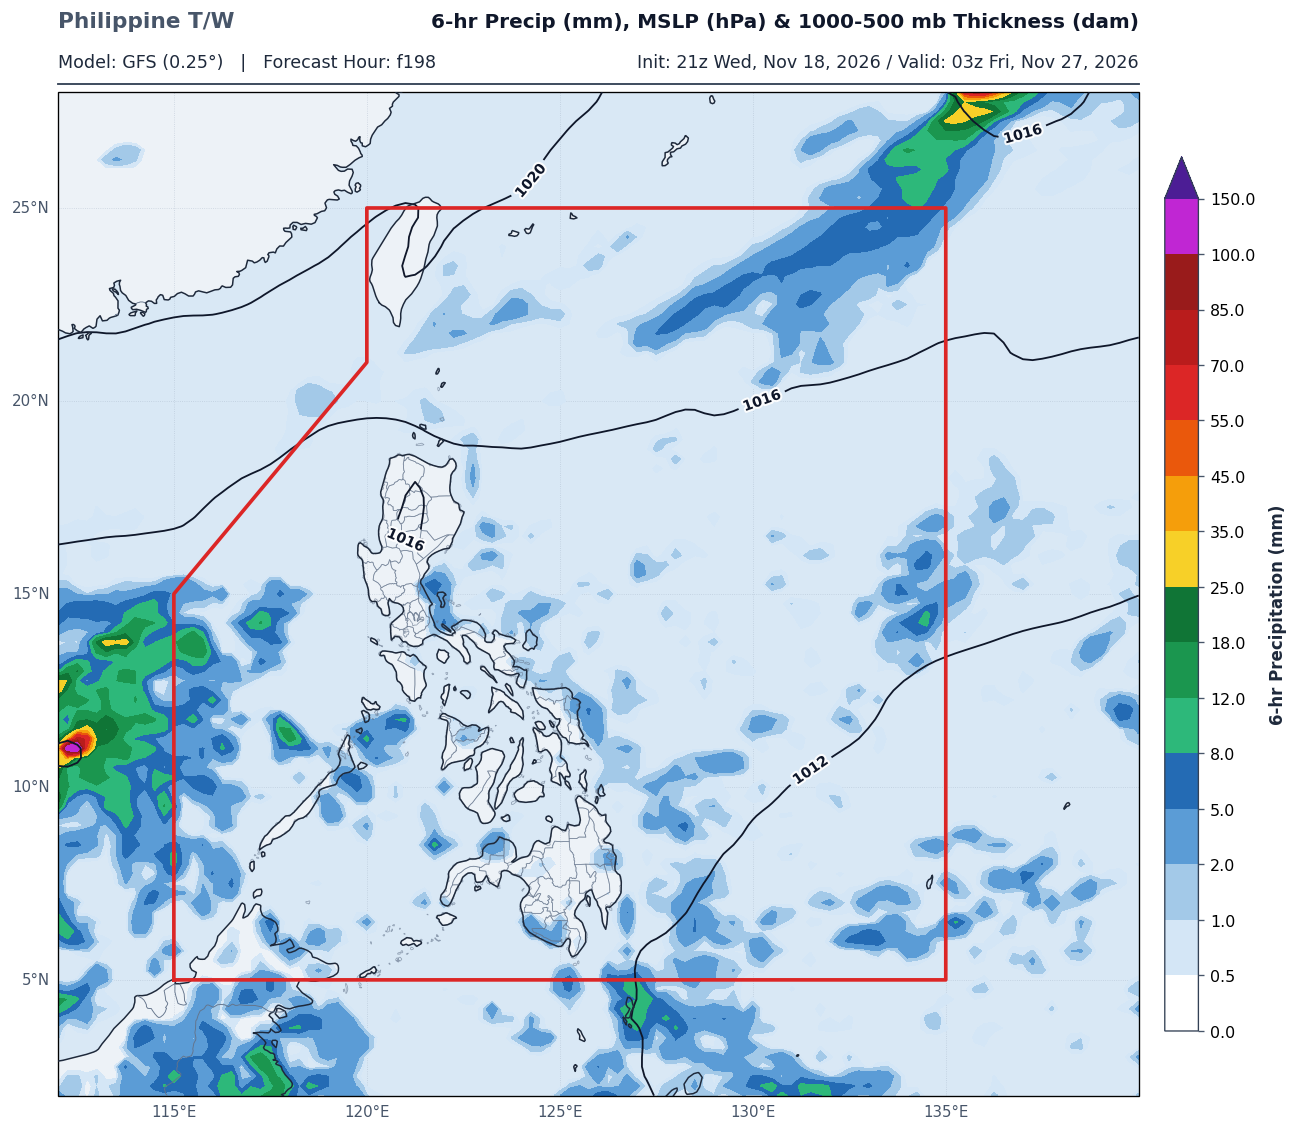 Philippine T/W
6-hr Precip (mm), MSLP (hPa) & 1000-500 mb Thickness (dam)
Model: GFS (0.25°) | Forecast Hour: f198
Init: 21z Wed, Nov 18, 2026 / Valid: 03z Fri, Nov 27, 2026
1016
1020
1016
1016
1012
25°N
20°N
15°N
10°N
5°N
115°E
120°E
125°E
130°E
135°E
150.0
100.0
85.0
70.0
55.0
45.0
35.0
25.0
18.0
12.0
8.0
5.0
2.0
1.0
0.5
0.0
6-hr Precipitation (mm)